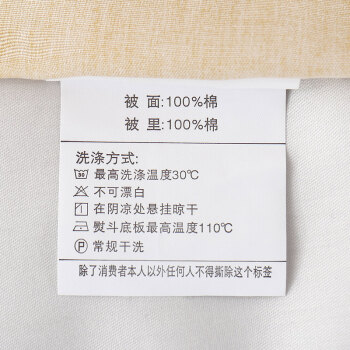 被 面:100%棉
被 里:100%棉
洗涤方式:
30 最高洗涤温度30℃
不可漂白
在阴凉处悬挂晾干
熨斗底板最高温度110℃
P 常规干洗
除了消费者本人以外任何人不得撕除这个标签